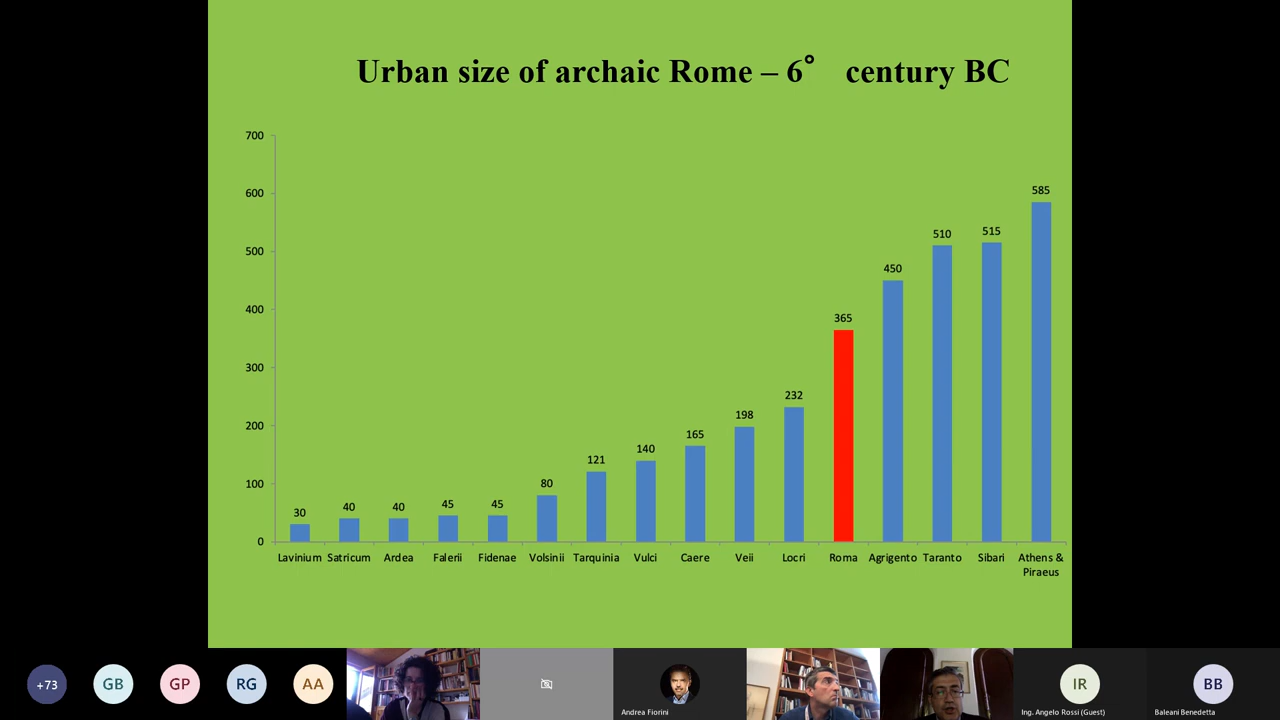 Urban size of archaic Rome – 6° century BC
700
600
500
400
300
200
100
0
30
40
40
45
45
80
121
140
165
198
232
365
450
510
515
585
Lavinium
Satricum
Ardea
Falerii
Fidenae
Volsinii
Tarquinia
Vulci
Caere
Veii
Locri
Roma
Agrigento
Taranto
Sibari
Athens &
Piraeus
+73
GB
GP
RG
AA
Andrea Fiorini
IR
Ing. Angelo Rossi (Guest)
BB
Baleani Benedetta